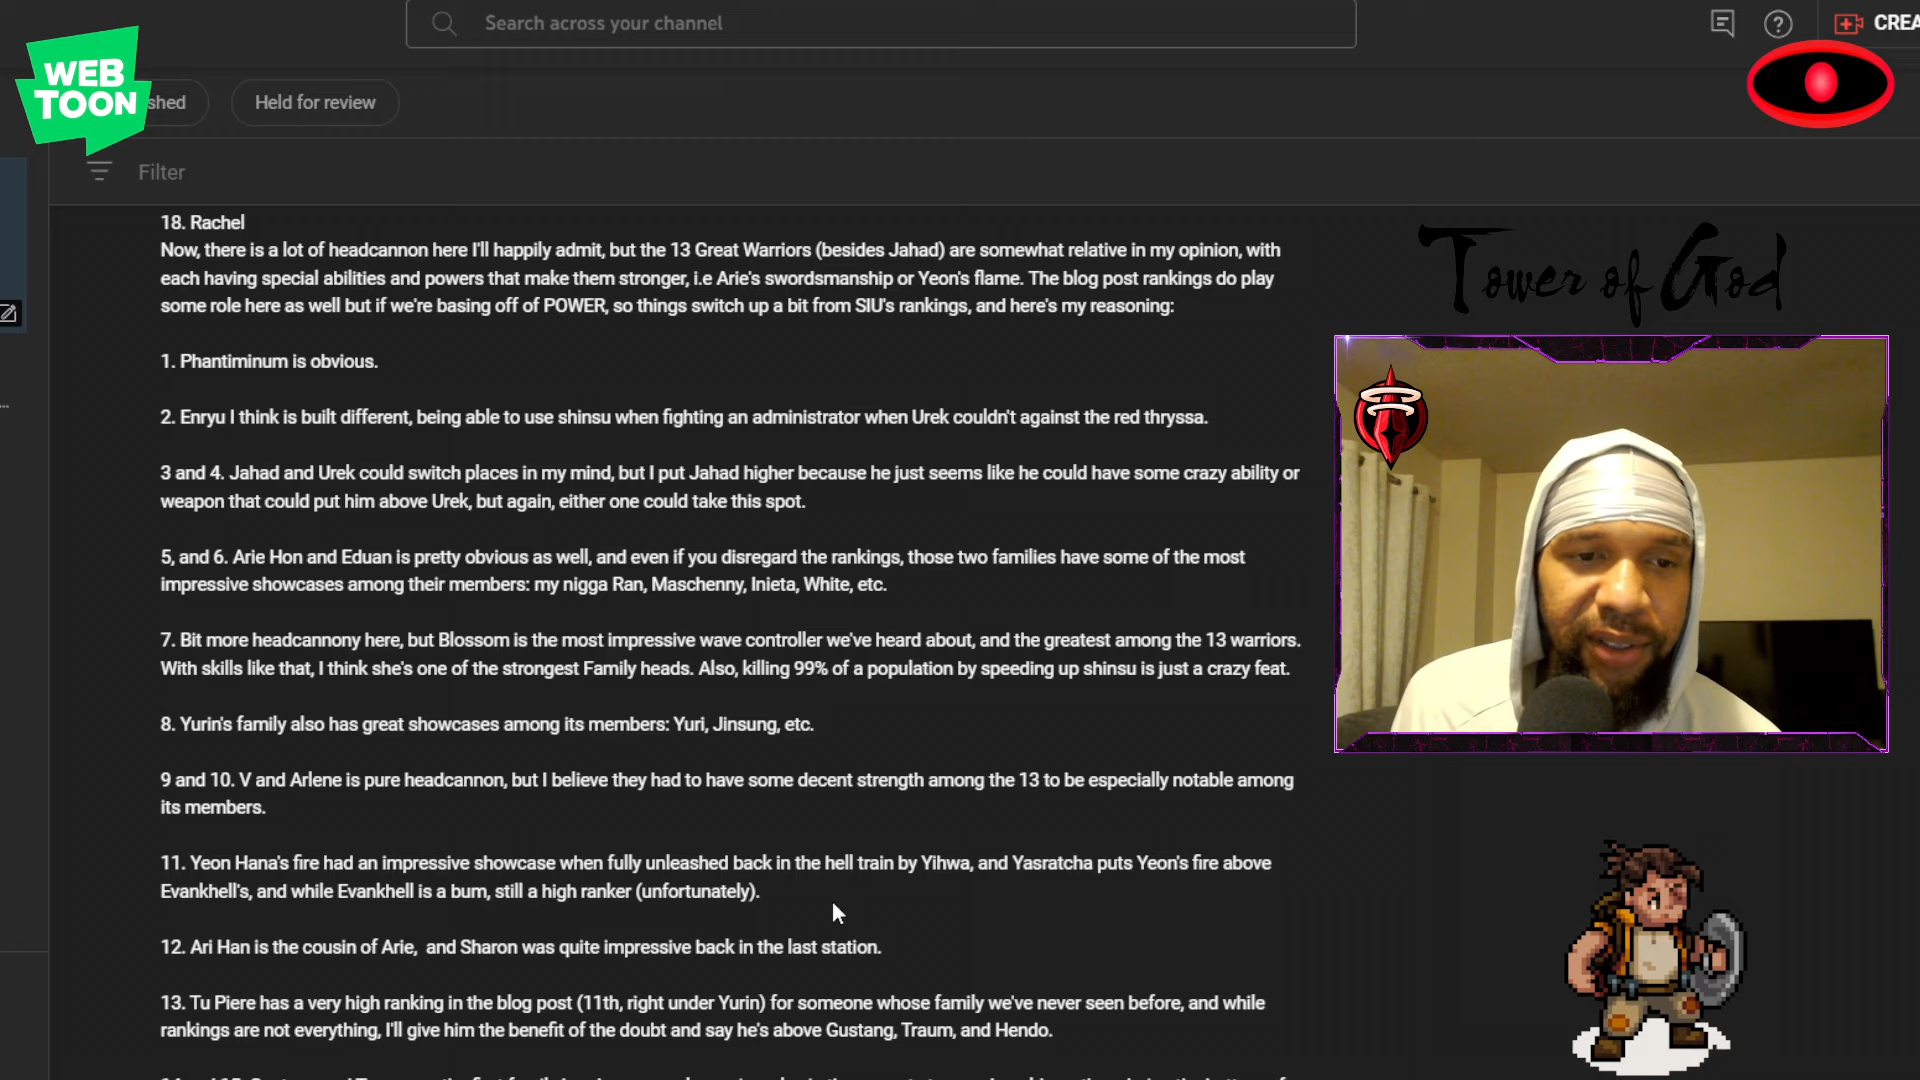 Search across your channel
CREA
WEB
TOON
shed
Held for review
Filter
18. Rachel
Now, there is a lot of headcannon here I'll happily admit, but the 13 Great Warriors (besides Jahad) are somewhat relative in my opinion, with
each having special abilities and powers that make them stronger, i.e Arie's swordsmanship or Yeon's flame. The blog post rankings do play
some role here as well but if we're basing off of POWER, so things switch up a bit from SIU's rankings, and here's my reasoning:
1. Phantiminum is obvious.
2. Enryu I think is built different, being able to use shinsu when fighting an administrator when Urek couldn't against the red thryssa.
3 and 4. Jahad and Urek could switch places in my mind, but I put Jahad higher because he just seems like he could have some crazy ability or
weapon that could put him above Urek, but again, either one could take this spot.
5, and 6. Arie Hon and Eduan is pretty obvious as well, and even if you disregard the rankings, those two families have some of the most
impressive showcases among their members: my nigga Ran, Maschenny, Inieta, White, etc.
7. Bit more headcannony here, but Blossom is the most impressive wave controller we've heard about, and the greatest among the 13 warriors.
With skills like that, I think she's one of the strongest Family heads. Also, killing 99% of a population by speeding up shinsu is just a crazy feat.
8. Yurin's family also has great showcases among its members: Yuri, Jinsung, etc.
9 and 10. V and Arlene is pure headcannon, but I believe they had to have some decent strength among the 13 to be especially notable among
its members.
11. Yeon Hana's fire had an impressive showcase when fully unleashed back in the hell train by Yihwa, and Yasratcha puts Yeon's fire above
Evankhell's, and while Evankhell is a bum, still a high ranker (unfortunately).
12. Ari Han is the cousin of Arie,  and Sharon was quite impressive back in the last station.
13. Tu Piere has a very high ranking in the blog post (11th, right under Yurin) for someone whose family we've never seen before, and while
rankings are not everything, I'll give him the benefit of the doubt and say he's above Gustang, Traum, and Hendo.
Tower of God